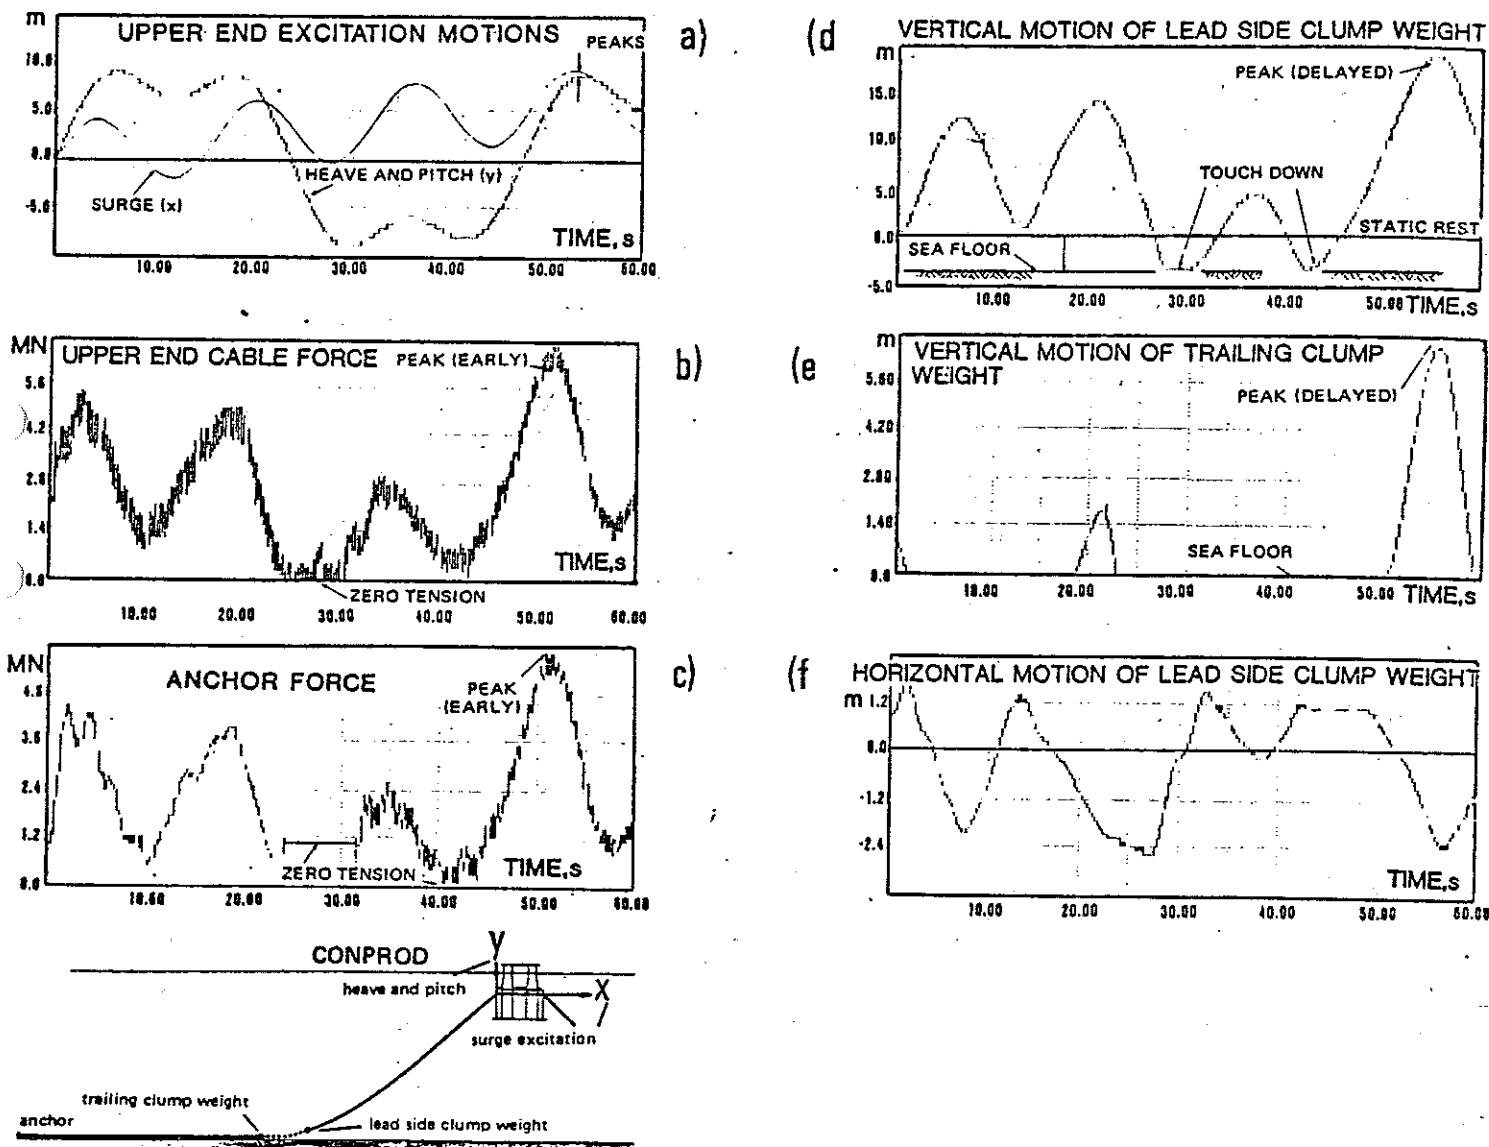 m
UPPER END EXCITATION MOTIONS
PEAKS
a)
10.0
5.0
0.0
-5.0
HEAVE AND PITCH (y)
SURGE (x)
TIME, s
10.00 20.00 30.00 40.00 50.00 60.00
MN
UPPER END CABLE FORCE
PEAK (EARLY)
b)
5.6
4.2
2.8
1.4
0.0
TIME,s
ZERO TENSION
10.00 20.00 30.00 40.00 50.00 60.00
MN
ANCHOR FORCE
PEAK
(EARLY)
c)
4.8
3.6
2.4
1.2
0.0
ZERO TENSION
TIME,s
10.00 20.00 30.00 40.00 50.00 60.00
CONPROD
y
heave and pitch
X
surge excitation
trailing clump weight
anchor
lead side clump weight
(d
VERTICAL MOTION OF LEAD SIDE CLUMP WEIGHT
m
PEAK (DELAYED)
15.0
10.0
TOUCH DOWN
5.0
STATIC REST
0.0
SEA FLOOR
-5.0
10.00 20.00 30.00 40.00 50.00 TIME,s
(e
m
VERTICAL MOTION OF TRAILING CLUMP
WEIGHT
5.60
PEAK (DELAYED)
4.20
2.80
1.40
SEA FLOOR
0.0
10.00 20.00 30.00 40.00 50.00 TIME,s
(f
HORIZONTAL MOTION OF LEAD SIDE CLUMP WEIGHT
m 1.2
0.0
-1.2
-2.4
TIME,s
10.00 20.00 30.00 40.00 50.00 60.00